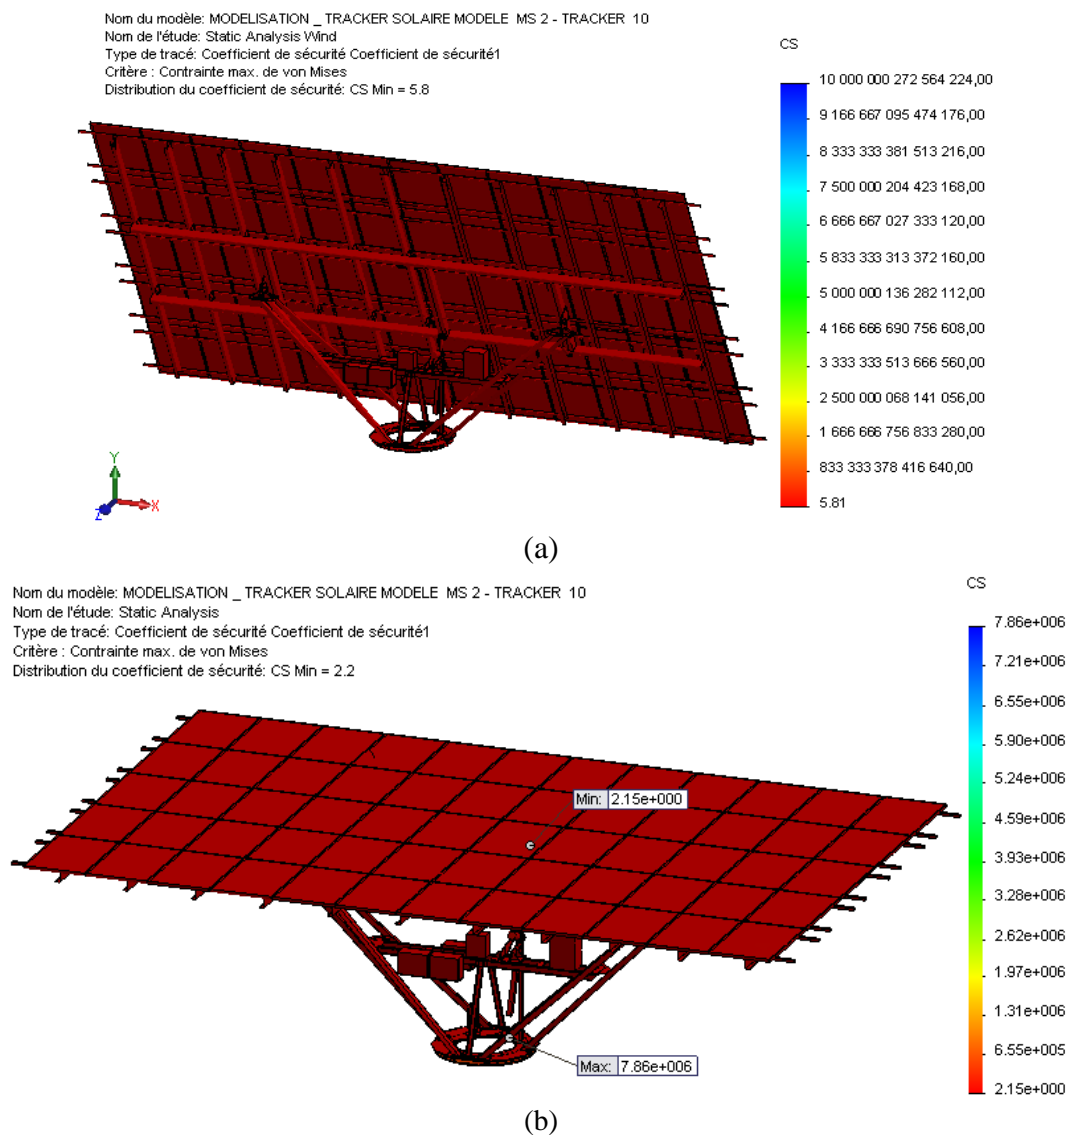 Nom du modèle: MODELISATION _ TRACKER SOLAIRE MODELE MS 2 - TRACKER 10
Nom de l'étude: Static Analysis Wind
Type de tracé: Coefficient de sécurité Coefficient de sécurité1
Critère : Contrainte max. de von Mises
Distribution du coefficient de sécurité: CS Min = 5.8
CS
10 000 000 272 564 224,00
9 166 667 095 474 176,00
8 333 333 381 513 216,00
7 500 000 204 423 168,00
6 666 667 027 333 120,00
5 833 333 313 372 160,00
5 000 000 136 282 112,00
4 166 666 690 756 608,00
3 333 333 513 666 560,00
2 500 000 068 141 056,00
1 666 666 756 833 280,00
833 333 378 416 640,00
5.81
Y
X
Z
(a)
Nom du modèle: MODELISATION _ TRACKER SOLAIRE MODELE MS 2 - TRACKER 10
Nom de l'étude: Static Analysis
Type de tracé: Coefficient de sécurité Coefficient de sécurité1
Critère : Contrainte max. de von Mises
Distribution du coefficient de sécurité: CS Min = 2.2
CS
7.86e+006
7.21e+006
6.55e+006
5.90e+006
5.24e+006
4.59e+006
3.93e+006
3.28e+006
2.62e+006
1.97e+006
1.31e+006
6.55e+005
2.15e+000
Min: 2.15e+000
Max: 7.86e+006
(b)